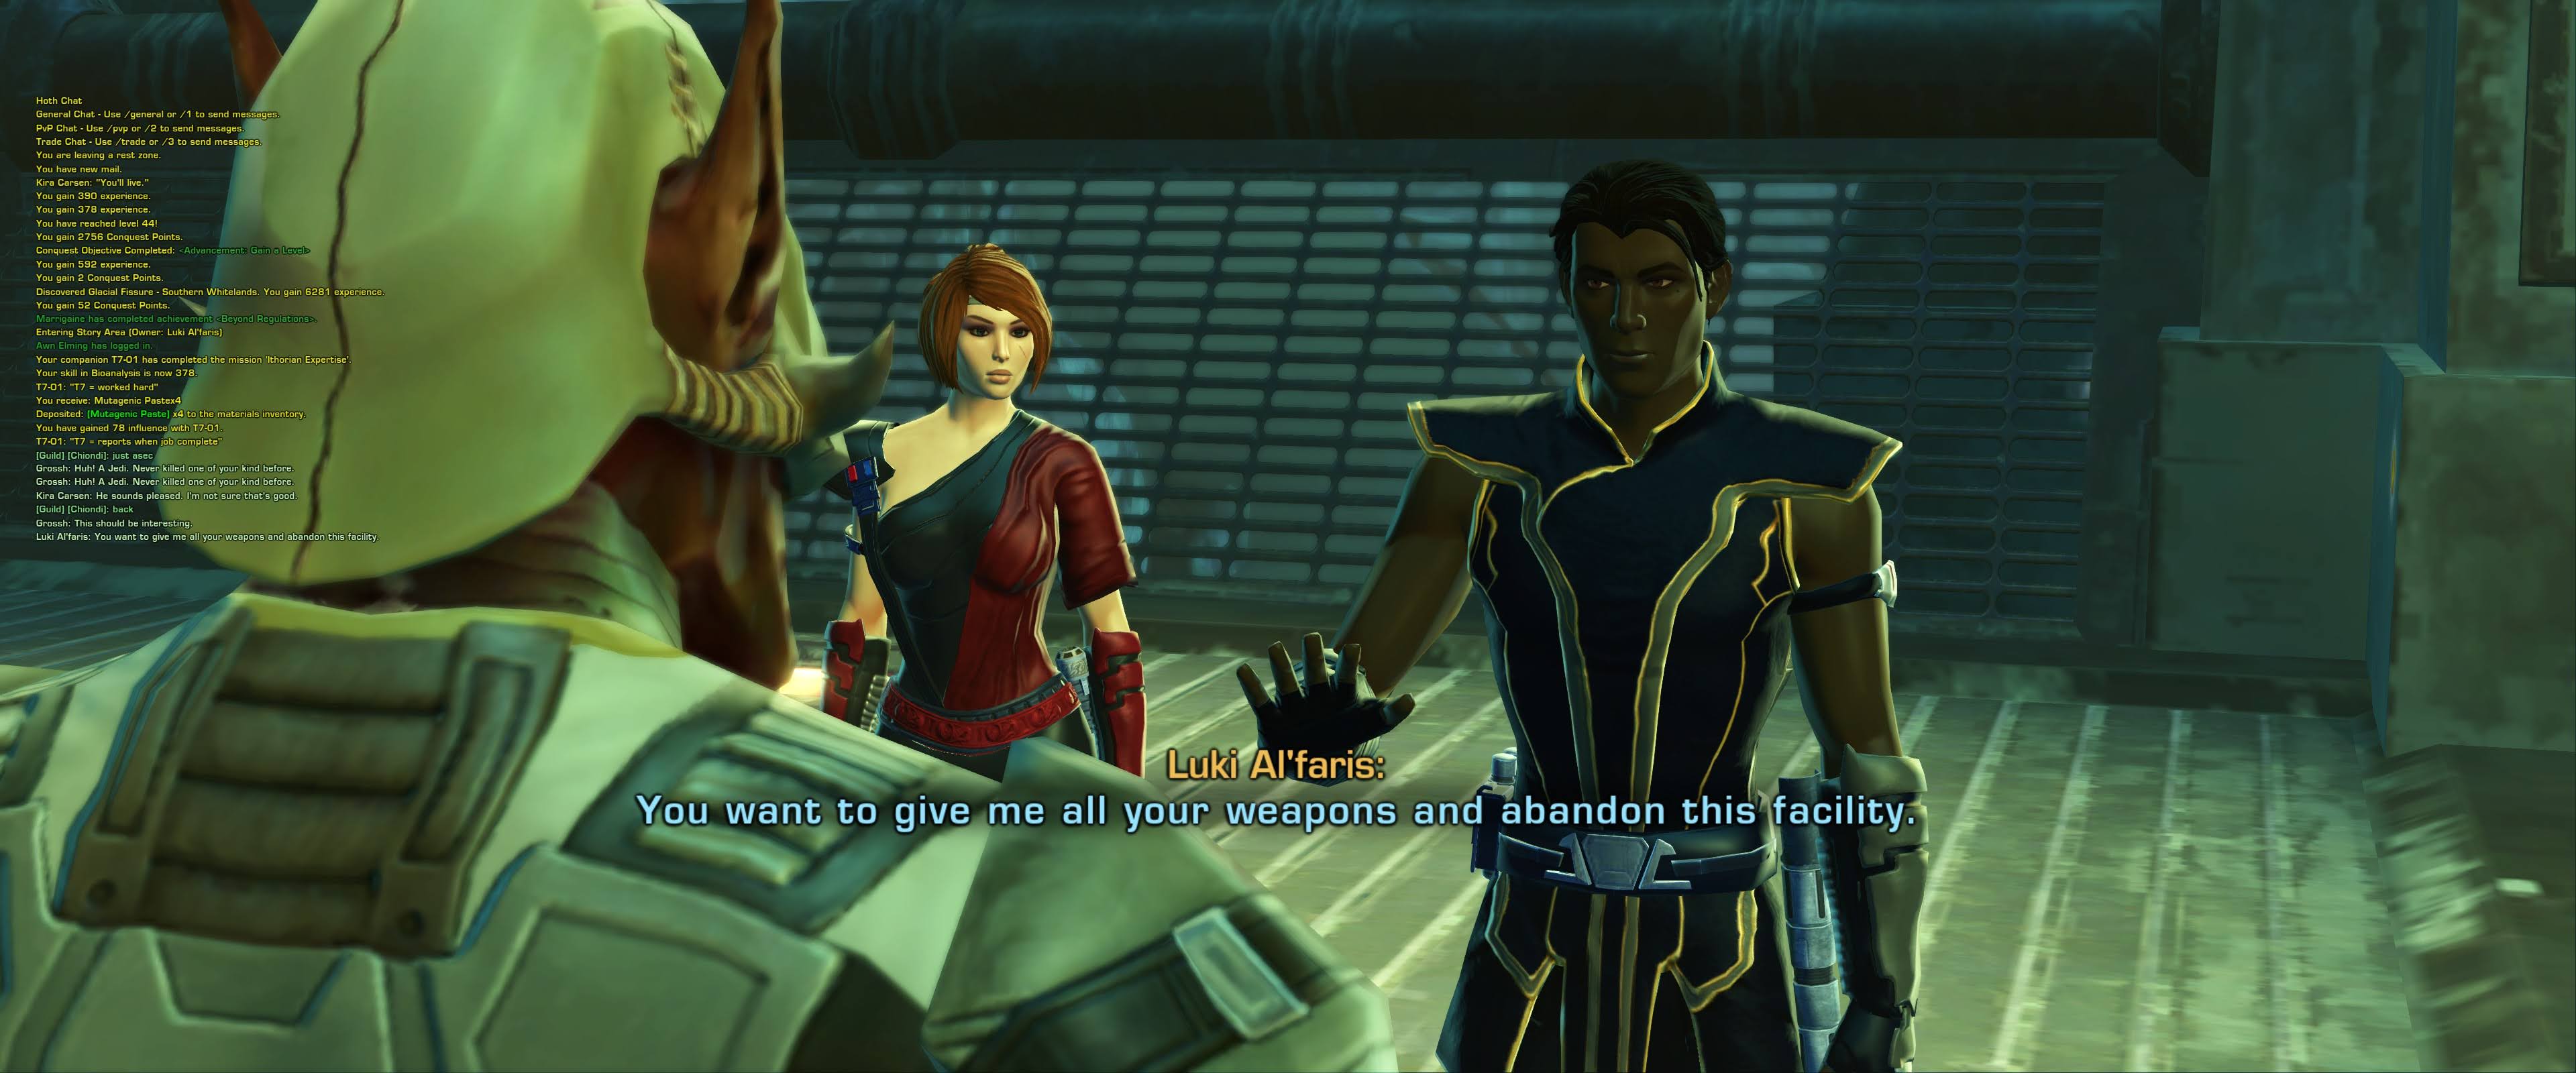 Hoth Chat
General Chat - Use /general or /1 to send messages.
PvP Chat - Use /pvp or /2 to send messages.
Trade Chat - Use /trade or /3 to send messages.
You are leaving a rest zone.
You have new mail.
Kira Carsen: "You'll live."
You gain 390 experience.
You gain 378 experience.
You have reached level 44!
You gain 2756 Conquest Points.
Conquest Objective Completed: <Advancement: Gain a Level>
You gain 592 experience.
You gain 2 Conquest Points.
Discovered Glacial Fissure - Southern Whitelands. You gain 6281 experience.
You gain 52 Conquest Points.
Marrigaine has completed achievement <Beyond Regulations>.
Entering Story Area (Owner: Luki Al'faris)
Awn Elming has logged in.
Your companion T7-01 has completed the mission 'Ithorian Expertise'.
Your skill in Bioanalysis is now 378.
T7-01: "T7 = worked hard"
You receive: Mutagenic Pastex4
Deposited: [Mutagenic Paste] x4 to the materials inventory.
You have gained 78 influence with T7-01.
T7-01: "T7 = reports when job complete"
[Guild] [Chiondi]: just asec
Grossh: Huh! A Jedi. Never killed one of your kind before.
Grossh: Huh! A Jedi. Never killed one of your kind before.
Kira Carsen: He sounds pleased. I'm not sure that's good.
[Guild] [Chiondi]: back
Grossh: This should be interesting.
Luki Al'faris: You want to give me all your weapons and abandon this facility.
Luki Al'faris:
You want to give me all your weapons and abandon this facility.